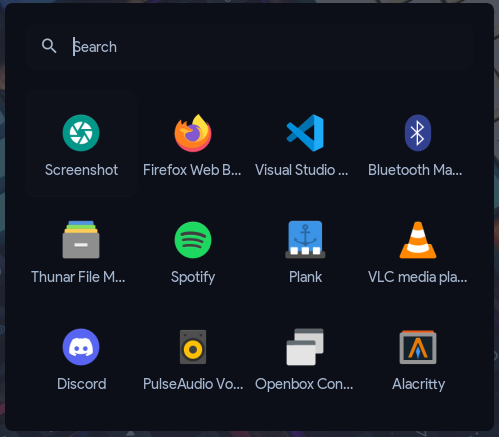 Search
Screenshot
Firefox Web B...
Visual Studio ...
Bluetooth Ma...
Thunar File M...
Spotify
Plank
VLC media pla...
Discord
PulseAudio Vo...
Openbox Con...
Alacritty